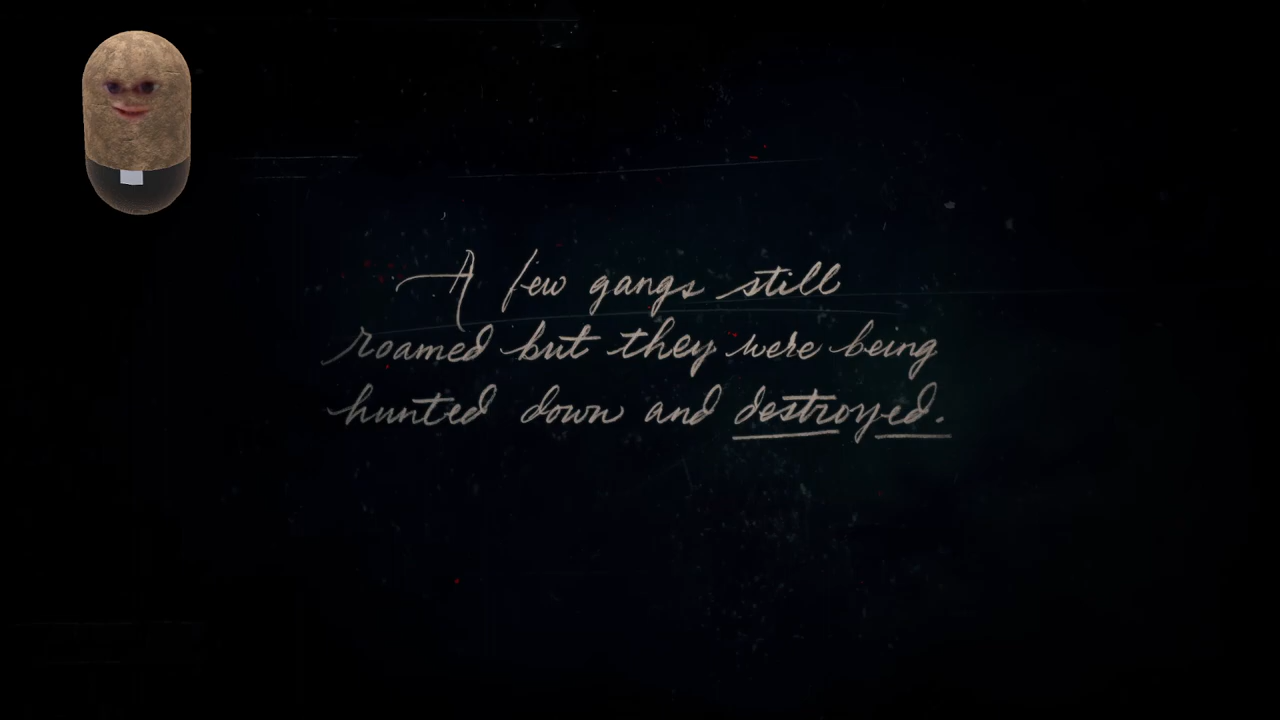 A few gangs still
roamed but they were being
hunted down and destroyed.